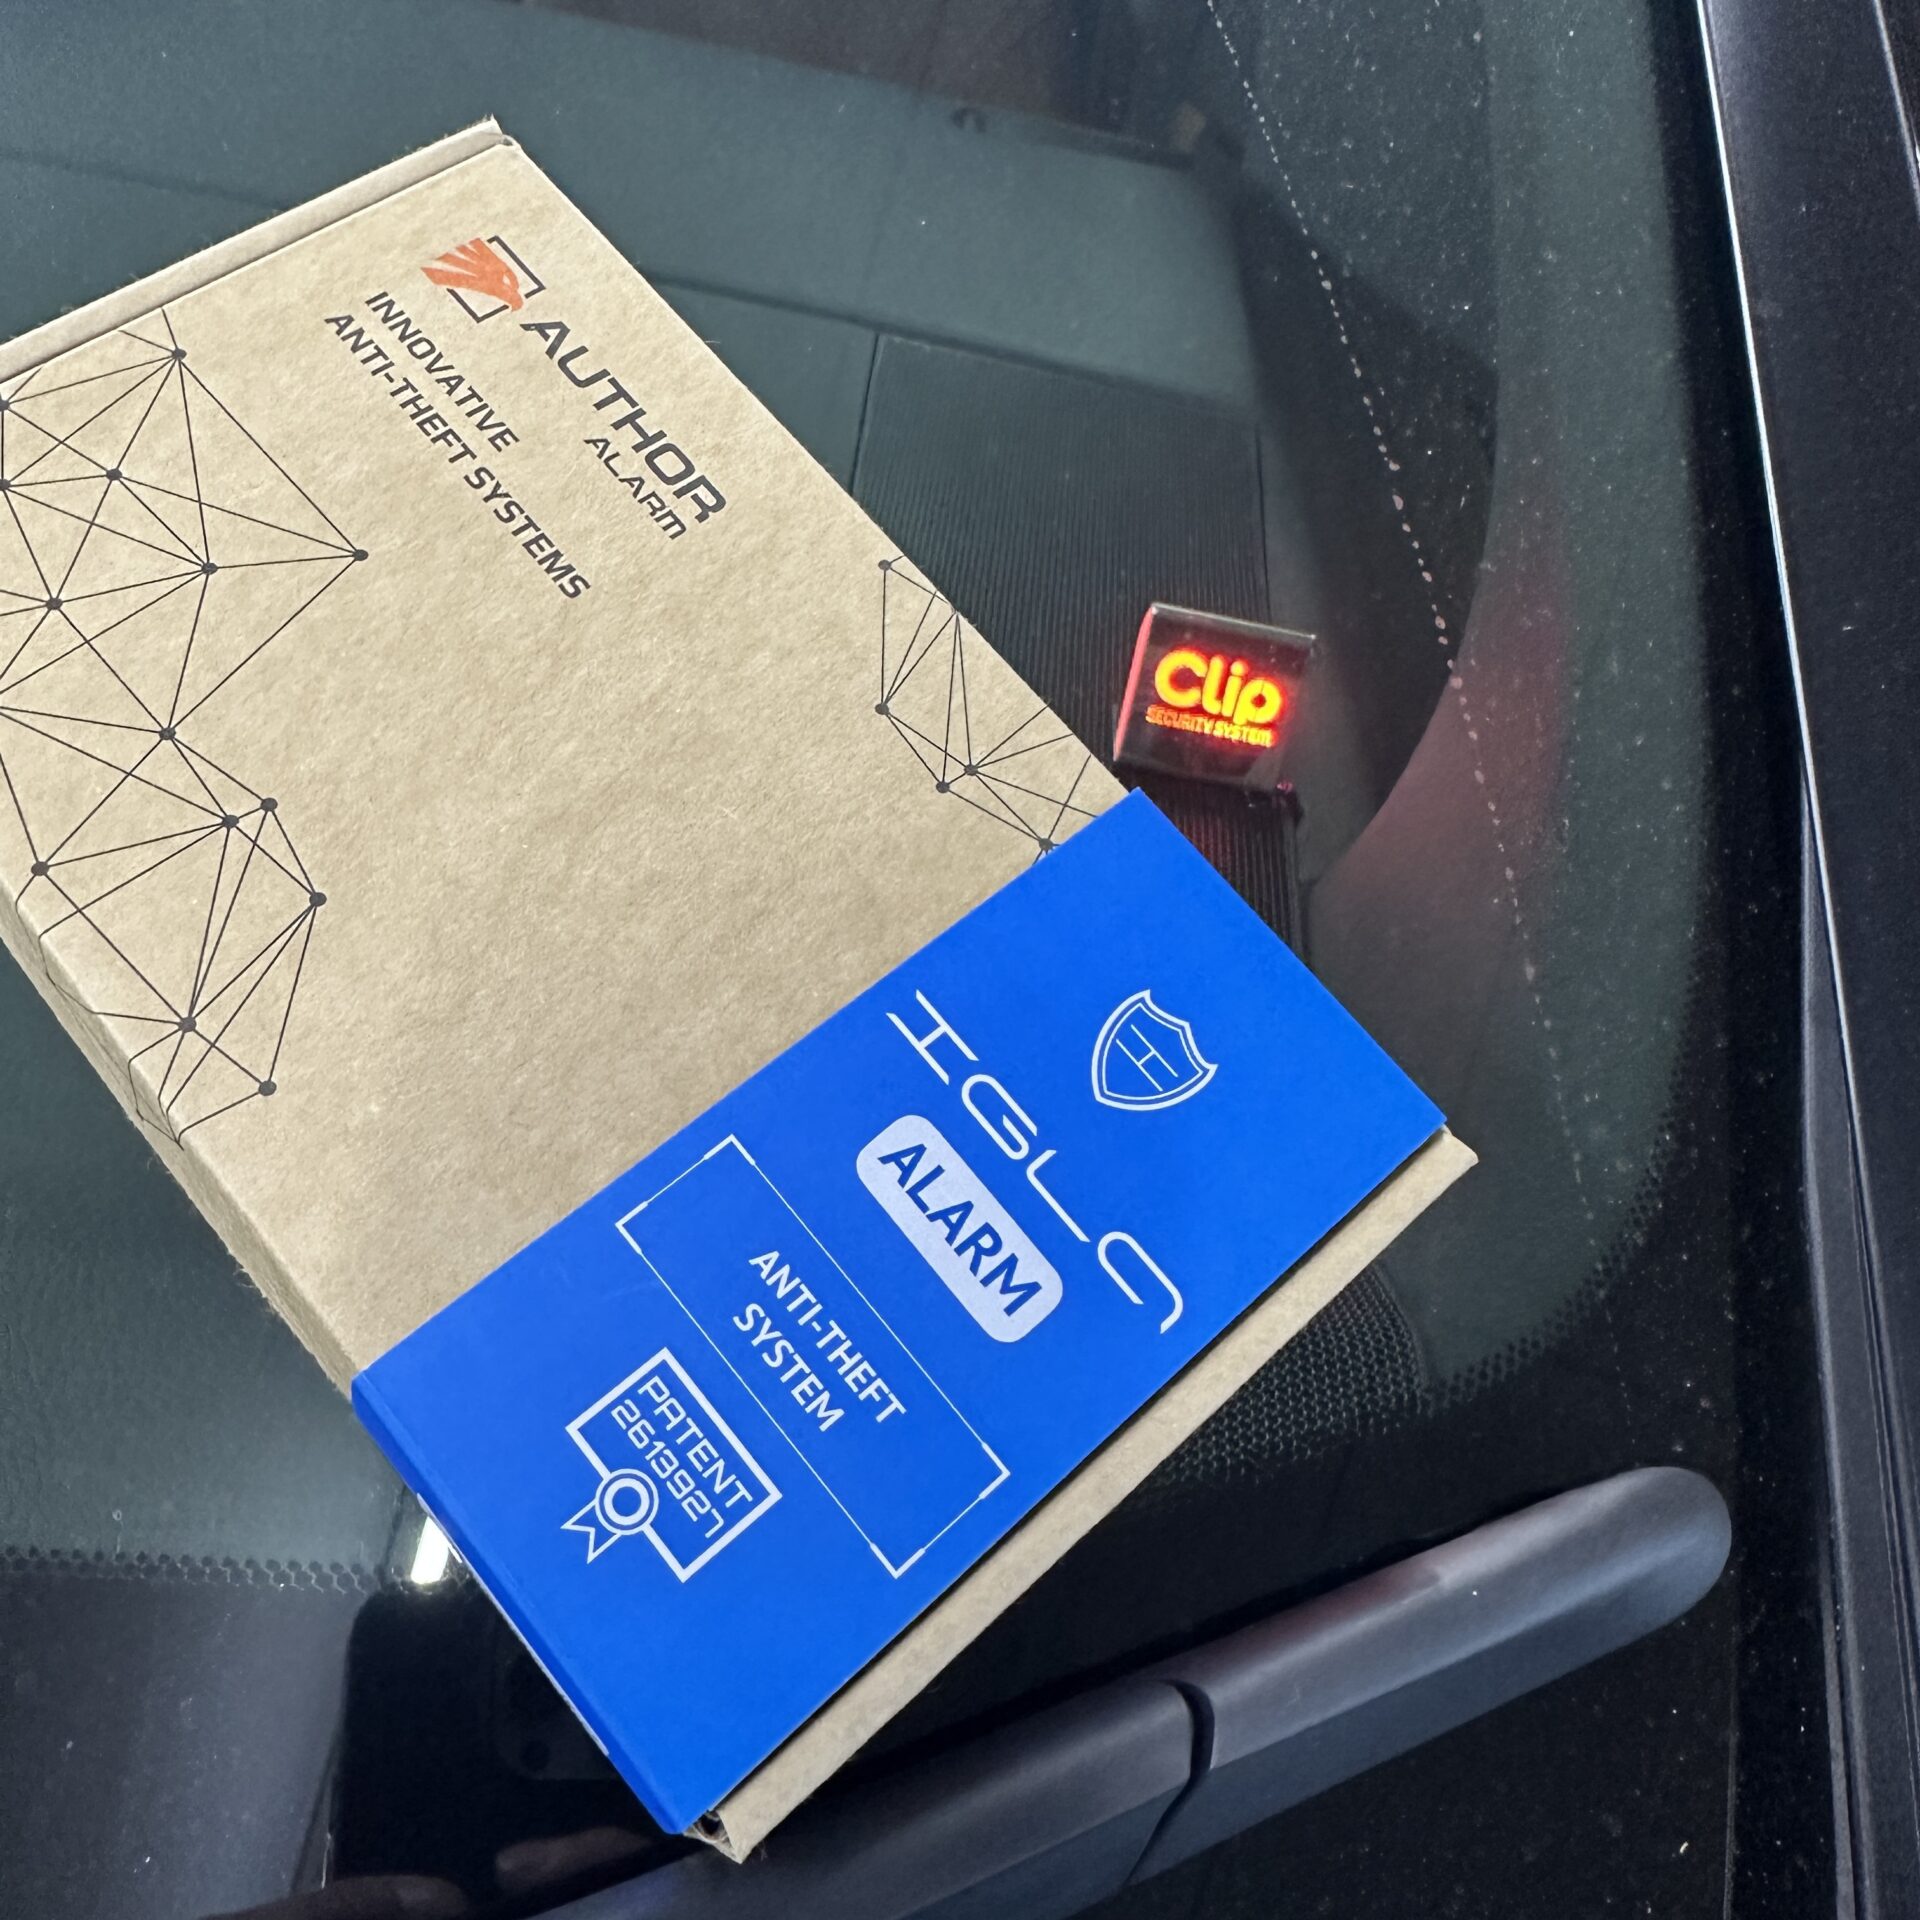 AUTHOR
ALARM
INNOVATIVE
ANTI-THEFT SYSTEMS
Clip
SECURITY SYSTEM
H
IGLA
ALARM
ANTI-THEFT
SYSTEM
PATENT
2613927